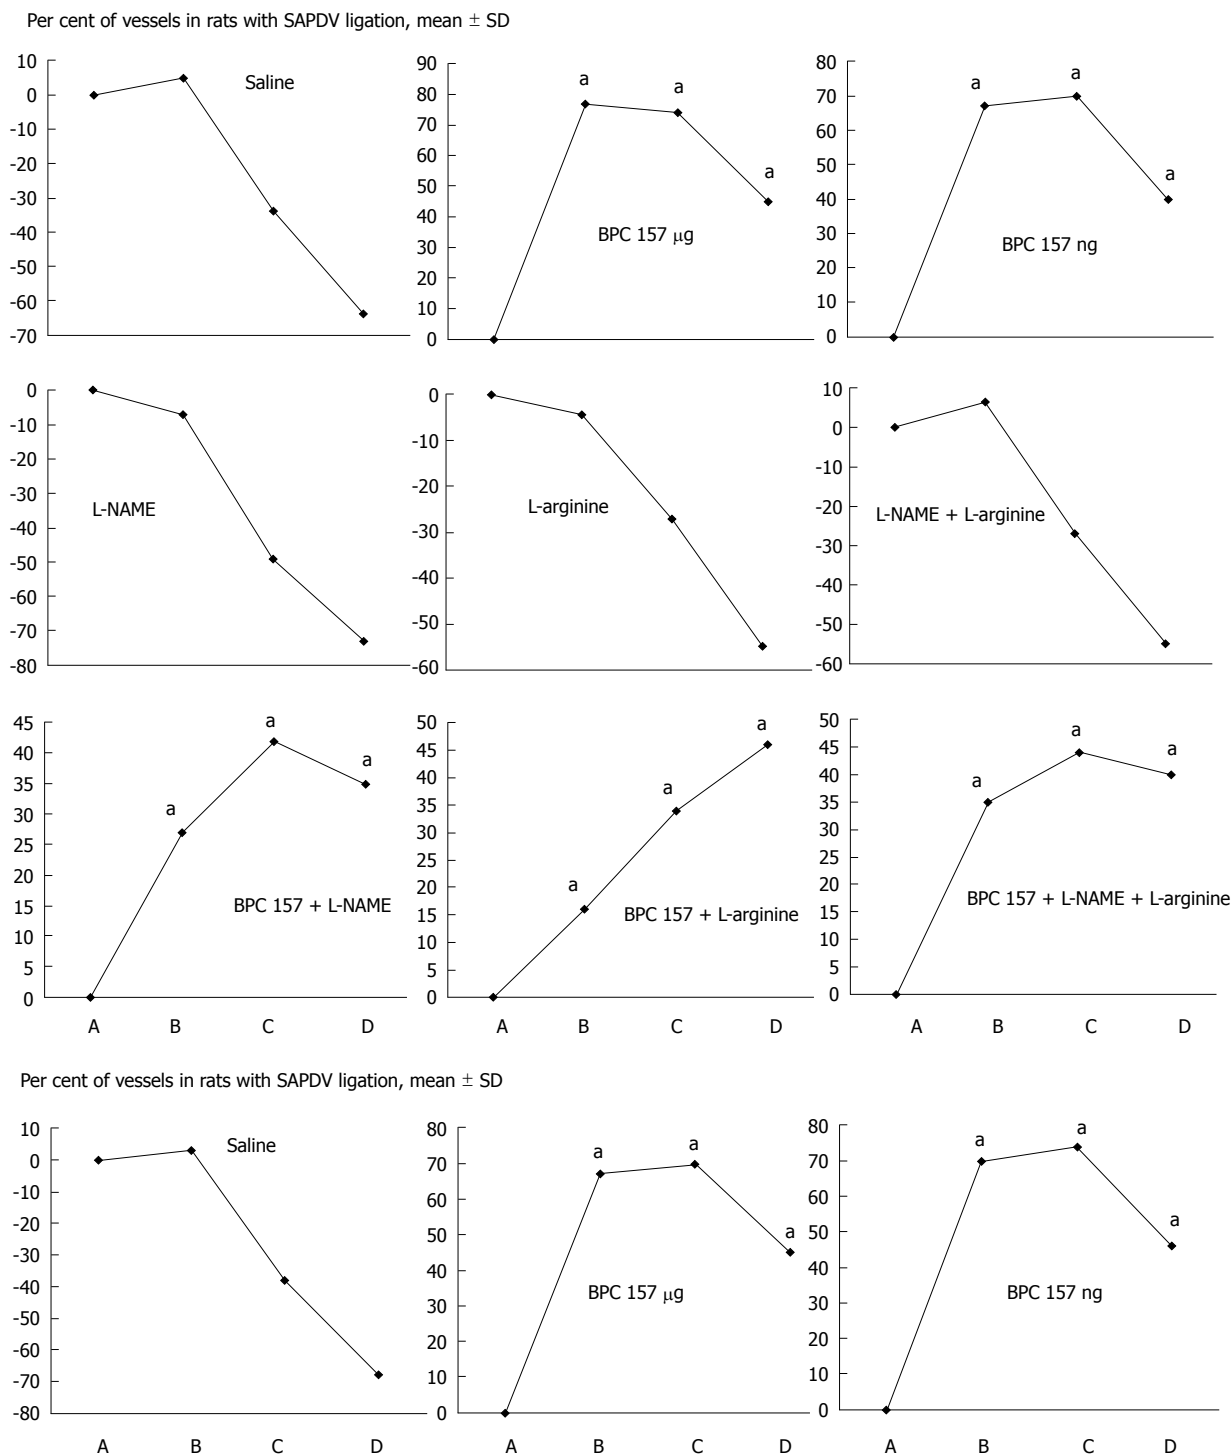 Per cent of vessels in rats with SAPDV ligation, mean ± SD
10
0
-10
-20
-30
-40
-50
-60
-70
Saline
90
80
70
60
50
40
30
20
10
0
a
a
a
BPC 157 μg
80
70
60
50
40
30
20
10
0
a
a
a
BPC 157 ng
0
-10
-20
-30
-40
-50
-60
-70
-80
L-NAME
0
-10
-20
-30
-40
-50
-60
L-arginine
10
0
-10
-20
-30
-40
-50
-60
L-NAME + L-arginine
45
40
35
30
25
20
15
10
5
0
a
a
a
BPC 157 + L-NAME
A B C D
50
45
40
35
30
25
20
15
10
5
0
a
a
a
BPC 157 + L-arginine
A B C D
50
45
40
35
30
25
20
15
10
5
0
a
a
a
BPC 157 + L-NAME + L-arginine
A B C D
Per cent of vessels in rats with SAPDV ligation, mean ± SD
10
0
-10
-20
-30
-40
-50
-60
-70
-80
Saline
A B C D
80
70
60
50
40
30
20
10
0
a
a
a
BPC 157 μg
A B C D
80
70
60
50
40
30
20
10
0
a
a
a
BPC 157 ng
A B C D